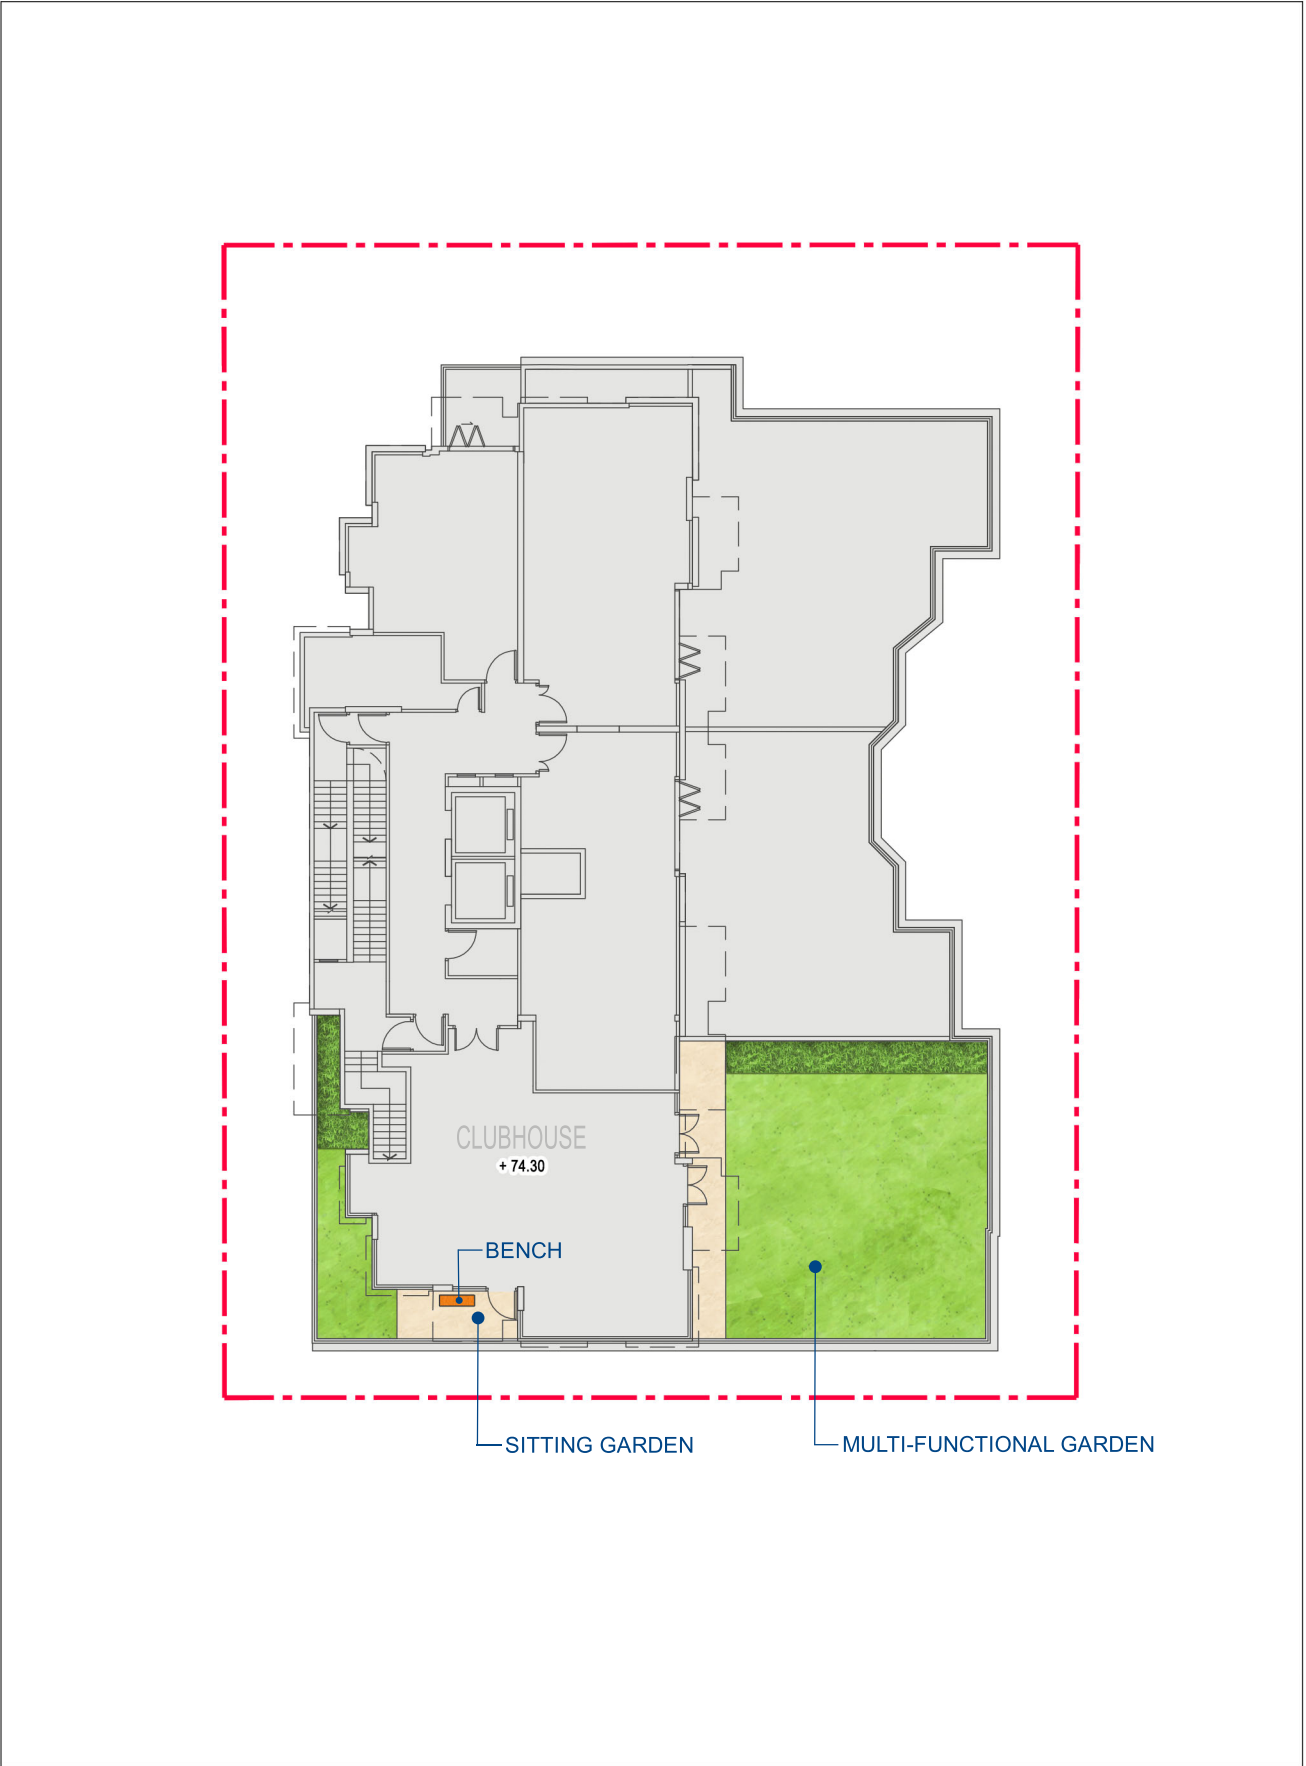 CLUBHOUSE
+ 74.30
BENCH
SITTING GARDEN
MULTI-FUNCTIONAL GARDEN